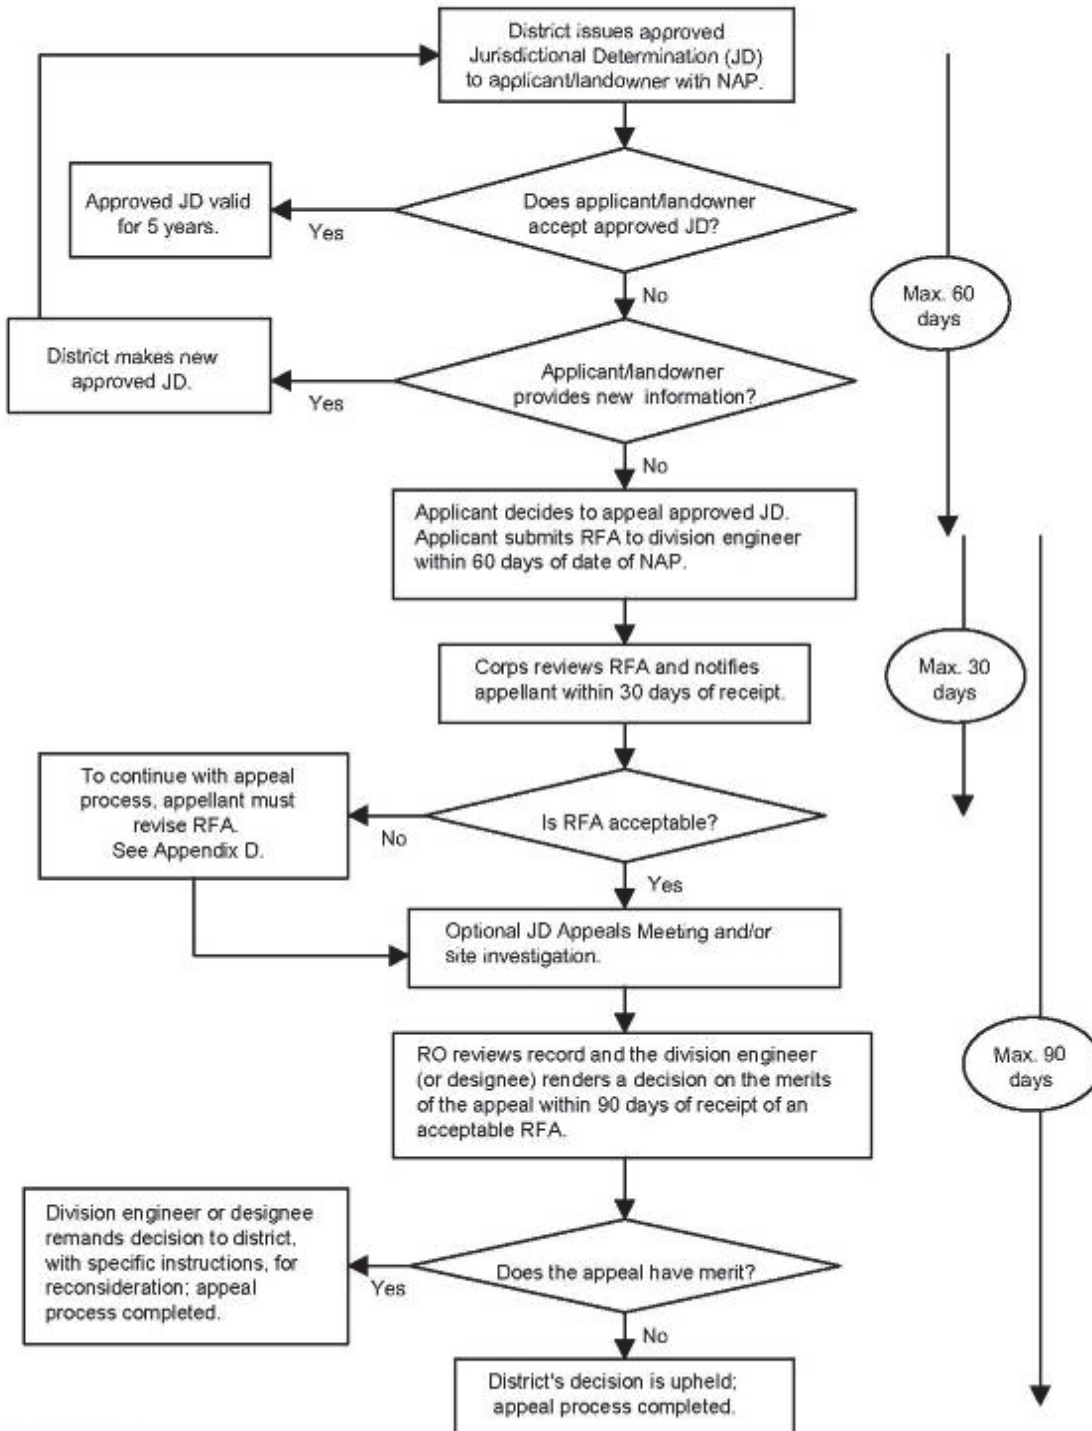 District issues approved
Jurisdictional Determination (JD)
to applicant/landowner with NAP.
Does applicant/landowner
accept approved JD?
Yes
Approved JD valid
for 5 years.
No
Max. 60
days
Applicant/landowner
provides new information?
Yes
District makes new
approved JD.
No
Applicant decides to appeal approved JD.
Applicant submits RFA to division engineer
within 60 days of date of NAP.
Corps reviews RFA and notifies
appellant within 30 days of receipt.
Max. 30
days
Is RFA acceptable?
No
To continue with appeal
process, appellant must
revise RFA.
See Appendix D.
Yes
Optional JD Appeals Meeting and/or
site investigation.
RO reviews record and the division engineer
(or designee) renders a decision on the merits
of the appeal within 90 days of receipt of an
acceptable RFA.
Max. 90
days
Does the appeal have merit?
Yes
Division engineer or designee
remands decision to district,
with specific instructions, for
reconsideration; appeal
process completed.
No
District's decision is upheld;
appeal process completed.